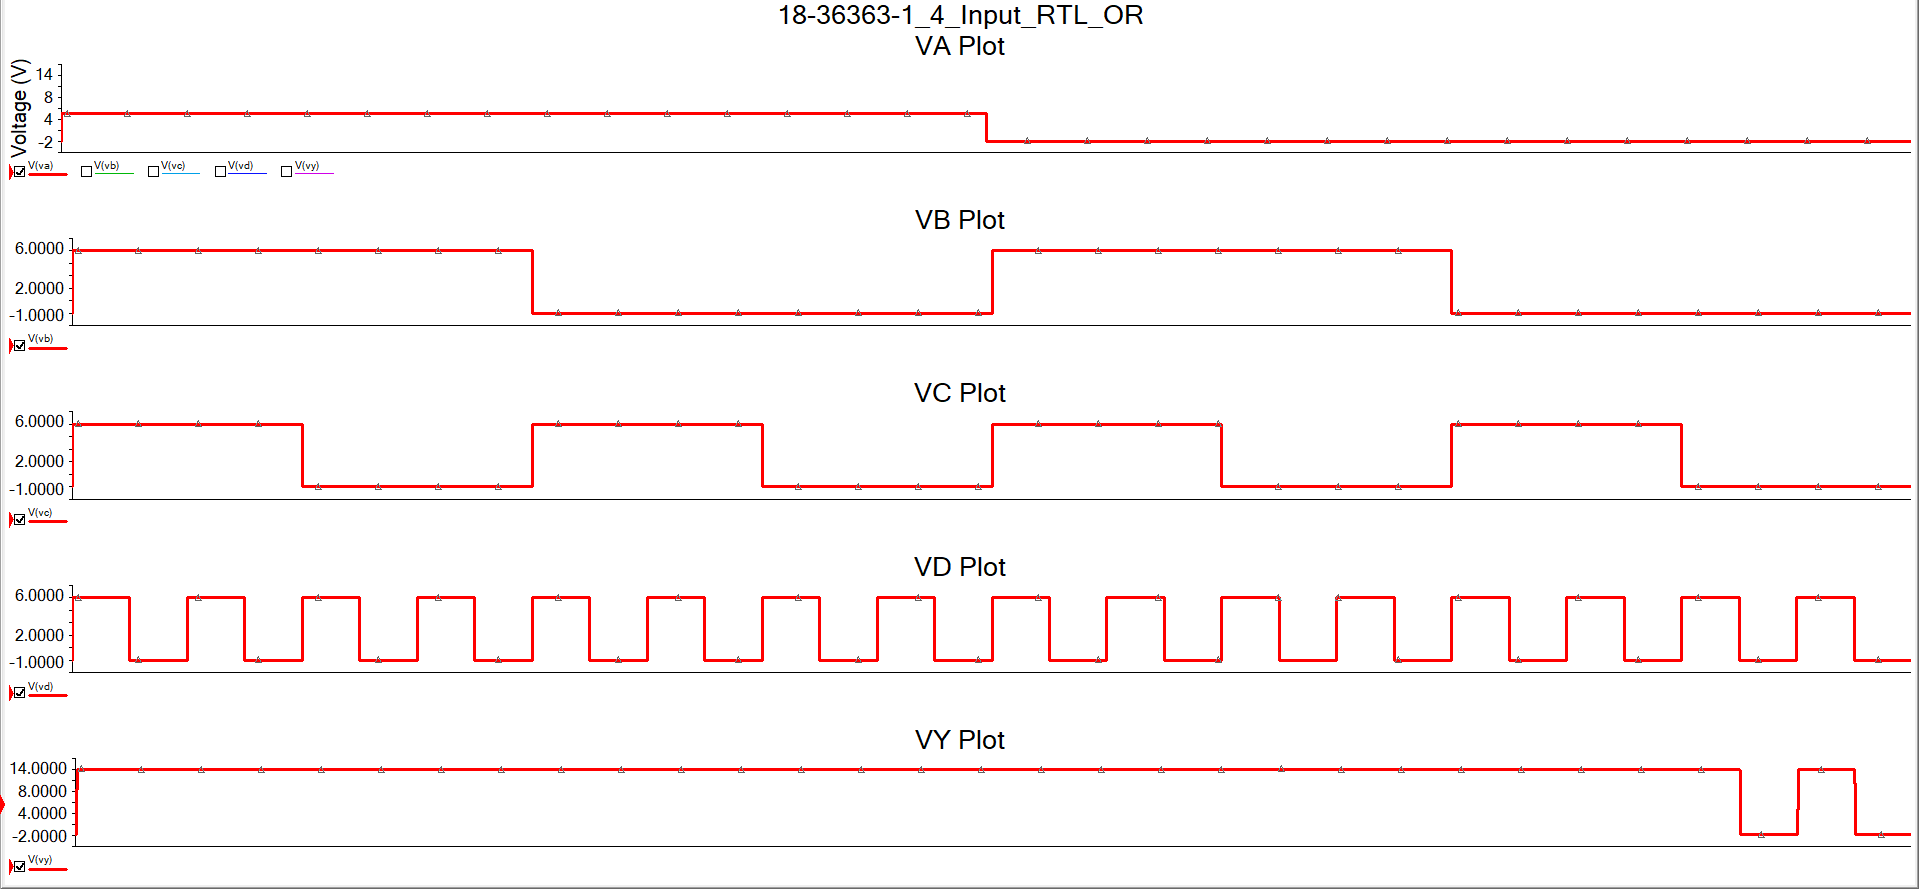 18-36363-1_4_Input_RTL_OR
VA Plot
Voltage (V)
14
8
4
-2
V(va) V(vb) V(vc) V(vd) V(vy)
VB Plot
6.0000
2.0000
-1.0000
V(vb)
VC Plot
6.0000
2.0000
-1.0000
V(vc)
VD Plot
6.0000
2.0000
-1.0000
V(vd)
VY Plot
14.0000
8.0000
4.0000
-2.0000
V(vy)